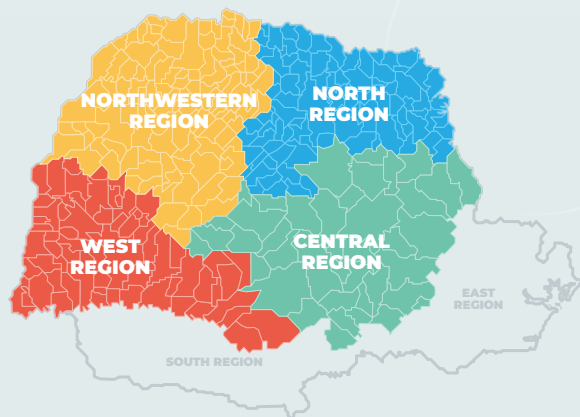 NORTHWESTERN
REGION
NORTH
REGION
WEST
REGION
CENTRAL
REGION
EAST
REGION
SOUTH REGION